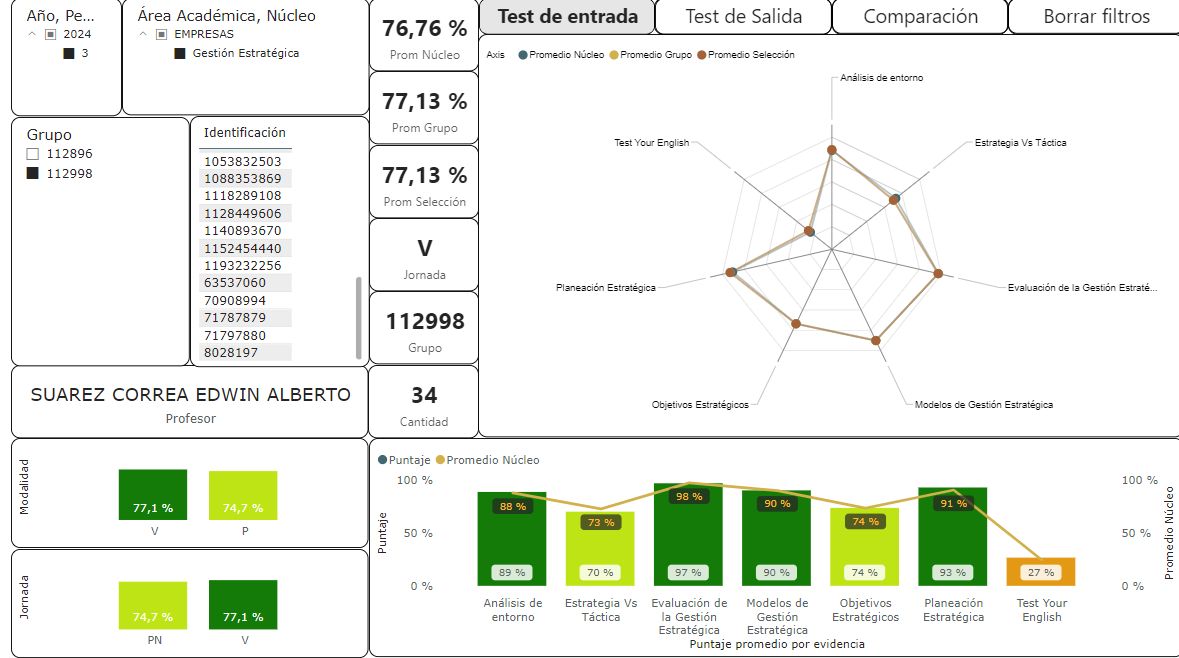 Año, Pe...
2024
3
Área Académica, Núcleo
EMPRESAS
Gestión Estratégica
Grupo
112896
112998
Identificación
1053832503
1088353869
1118289108
1128449606
1140893670
1152454440
1193232256
63537060
70908994
71787879
71797880
8028197
76,76 %
Prom Núcleo
77,13 %
Prom Grupo
77,13 %
Prom Selección
V
Jornada
112998
Grupo
34
Cantidad
SUAREZ CORREA EDWIN ALBERTO
Profesor
Test de entrada
Test de Salida
Comparación
Borrar filtros
Axis
Promedio Núcleo
Promedio Grupo
Promedio Selección
Análisis de entorno
Test Your English
Estrategia Vs Táctica
Planeación Estratégica
Evaluación de la Gestión Estraté...
Objetivos Estratégicos
Modelos de Gestión Estratégica
Modalidad
77,1 %
74,7 %
V
P
Jornada
74,7 %
77,1 %
PN
V
Puntaje
Promedio Núcleo
100 %
50 %
0 %
Puntaje
88 %
73 %
98 %
90 %
74 %
91 %
89 %
70 %
97 %
90 %
74 %
93 %
27 %
100 %
50 %
0 %
Promedio Núcleo
Análisis de
entorno
Estrategia Vs
Táctica
Evaluación de
la Gestión
Estratégica
Modelos de
Gestión
Estratégica
Objetivos
Estratégicos
Planeación
Estratégica
Test Your
English
Puntaje promedio por evidencia